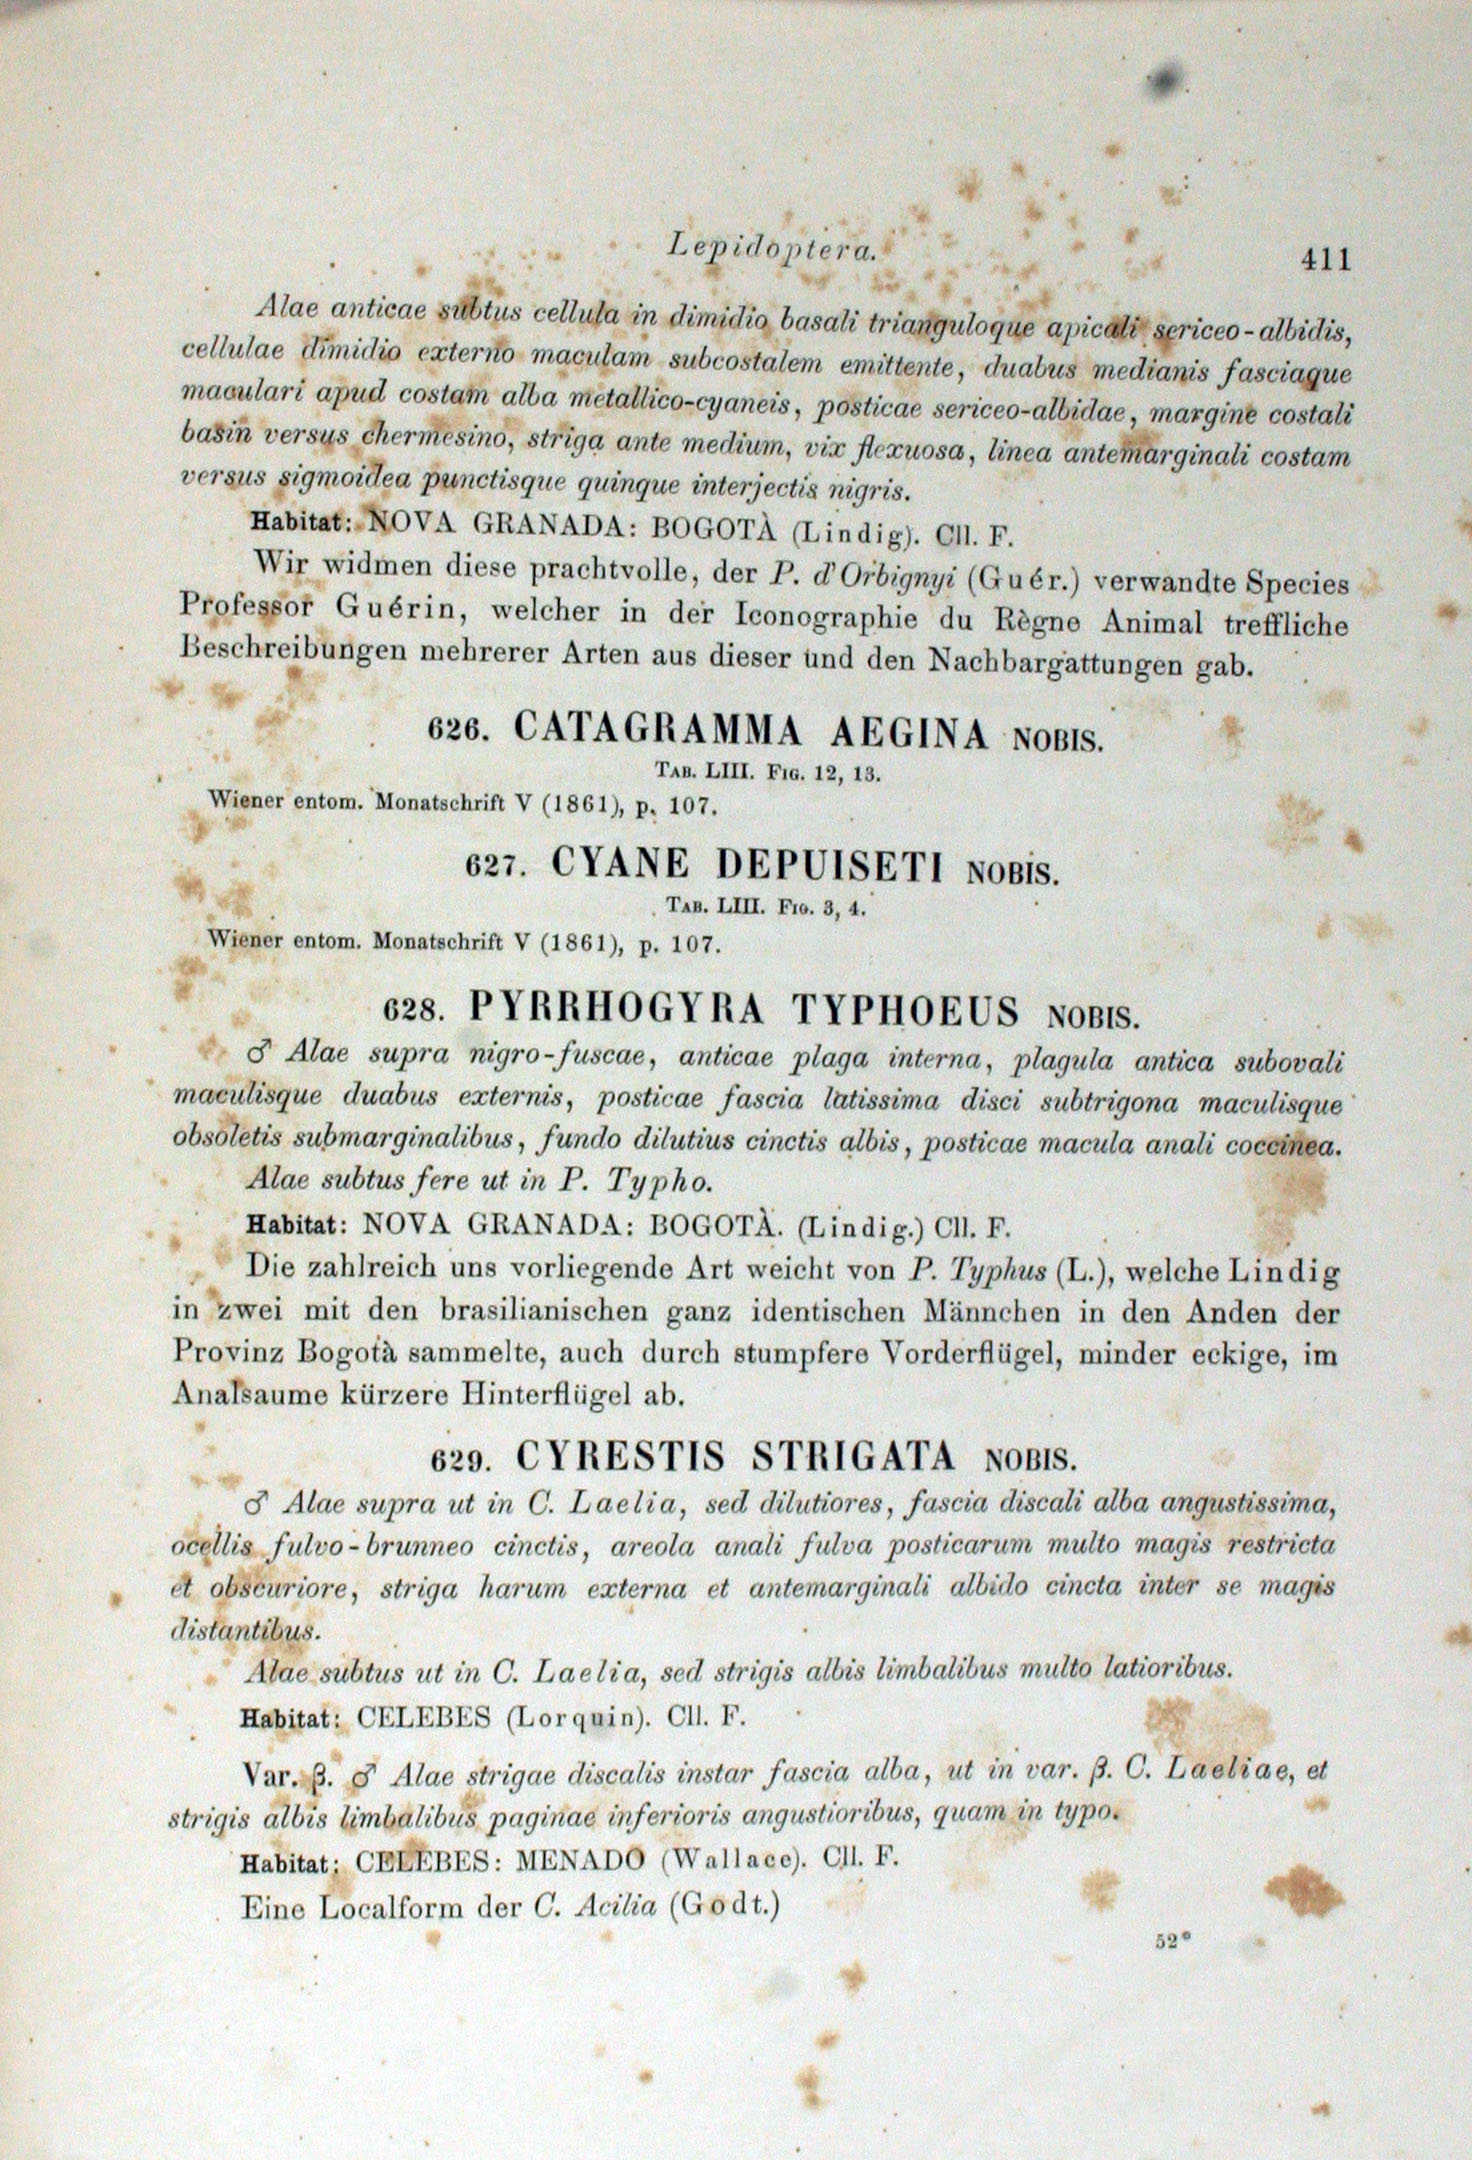 Lepidoptera.
411
Alae anticae subtus cellula in dimidio basali trianguloque apicali sericeo-albidis,
cellulae dimidio externo maculam subcostalem emittente, duabus medianis fasciaque
maculari apud costam alba metallico-cyaneis, posticae sericeo-albidae, margine costali
basin versus chermesino, striga ante medium, vix flexuosa, linea antemarginali costam
versus sigmoidea punctisque quinque interjectis nigris.
Habitat: NOVA GRANADA: BOGOTÀ (Lindig). Cll. F.
Wir widmen diese prachtvolle, der P. d'Orbignyi (Guér.) verwandte Species
Professor Guérin, welcher in der Iconographie du Règne Animal treffliche
Beschreibungen mehrerer Arten aus dieser und den Nachbargattungen gab.
626. CATAGRAMMA AEGINA NOBIS.
TAB. LIII. FIG. 12, 13.
Wiener entom. Monatschrift V (1861), p. 107.
627. CYANE DEPUISETI NOBIS.
TAB. LIII. FIG. 3, 4.
Wiener entom. Monatschrift V (1861), p. 107.
628. PYRRHOGYRA TYPHOEUS NOBIS.
♂ Alae supra nigro-fuscae, anticae plaga interna, plagula antica subovali
maculisque duabus externis, posticae fascia latissima disci subtrigona maculisque
obsoletis submarginalibus, fundo dilutius cinctis albis, posticae macula anali coccinea.
Alae subtus fere ut in P. Typho.
Habitat: NOVA GRANADA: BOGOTÀ. (Lindig.) Cll. F.
Die zahlreich uns vorliegende Art weicht von P. Typhus (L.), welche Lindig
in zwei mit den brasilianischen ganz identischen Männchen in den Anden der
Provinz Bogotà sammelte, auch durch stumpfere Vorderflügel, minder eckige, im
Analsaume kürzere Hinterflügel ab.
629. CYRESTIS STRIGATA NOBIS.
♂ Alae supra ut in C. Laelia, sed dilutiores, fascia discali alba angustissima,
ocellis fulvo-brunneo cinctis, areola anali fulva posticarum multo magis restricta
et obscuriore, striga harum externa et antemarginali albido cincta inter se magis
distantibus.
Alae subtus ut in C. Laelia, sed strigis albis limbalibus multo latioribus.
Habitat: CELEBES (Lorquin). Cll. F.
Var. β. ♂ Alae strigae discalis instar fascia alba, ut in var. β. C. Laeliae, et
strigis albis limbalibus paginae inferioris angustioribus, quam in typo.
Habitat: CELEBES: MENADO (Wallace). Cll. F.
Eine Localform der C. Acilia (Godt.)
52*